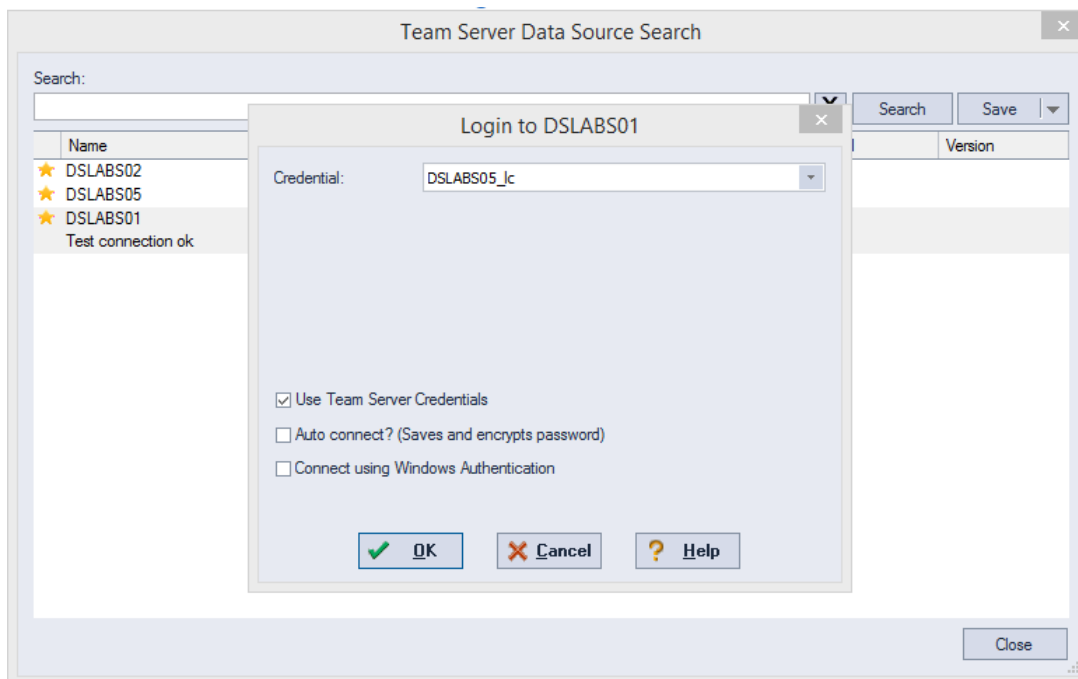 Team Server Data Source Search
Search:
Search
Save
Name
Version
DSLABS02
DSLABS05
DSLABS01
Test connection ok
Login to DSLABS01
Credential:
DSLABS05_lc
Use Team Server Credentials
Auto connect? (Saves and encrypts password)
Connect using Windows Authentication
OK
Cancel
? Help
Close